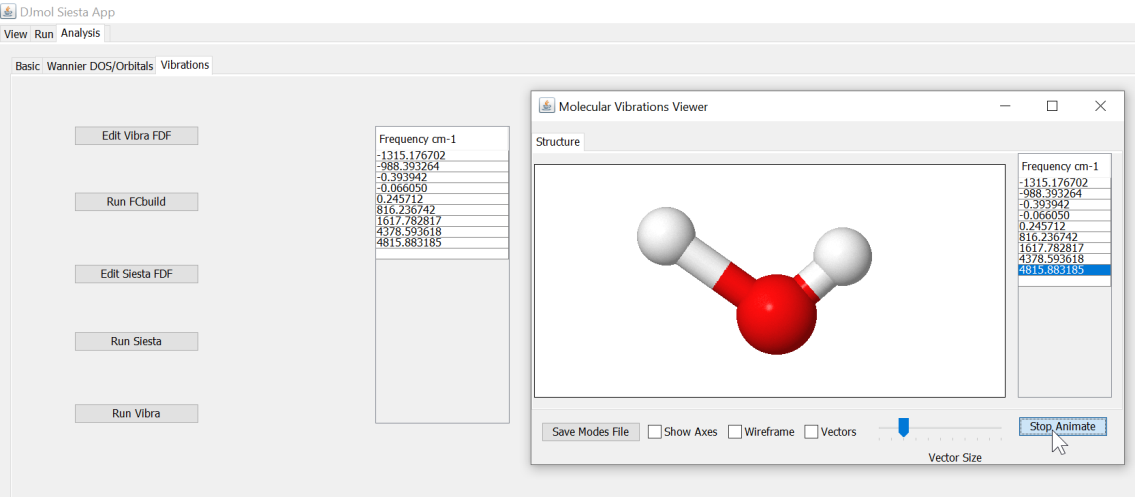 DJmol Siesta App
View Run Analysis
Basic Wannier DOS/Orbitals Vibrations
Edit Vibra FDF
Run FCbuild
Edit Siesta FDF
Run Siesta
Run Vibra
Frequency cm-1
-1315.176702
-988.393264
-0.393942
-0.066050
0.245712
816.236742
1617.782817
4378.593618
4815.883185
Molecular Vibrations Viewer
Structure
Frequency cm-1
-1315.176702
-988.393264
-0.393942
-0.066050
0.245712
816.236742
1617.782817
4378.593618
4815.883185
Save Modes File Show Axes Wireframe Vectors Stop Animate
Vector Size